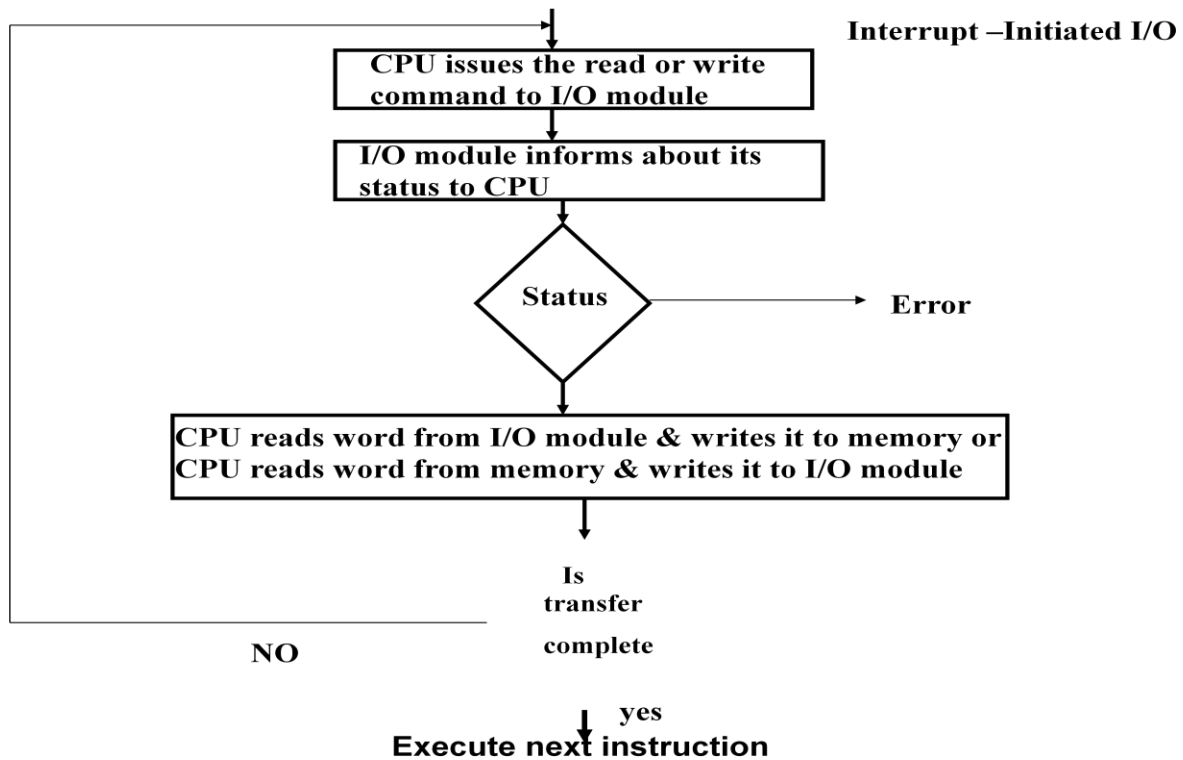 Interrupt –Initiated I/O
CPU issues the read or write
command to I/O module
I/O module informs about its
status to CPU
Status
Error
CPU reads word from I/O module & writes it to memory or
CPU reads word from memory & writes it to I/O module
Is
transfer
complete
NO
yes
Execute next instruction